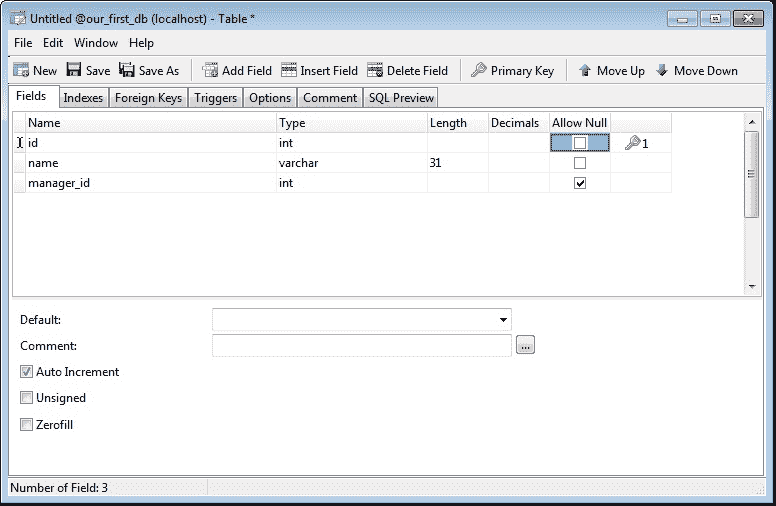 Untitled @our_first_db (localhost) - Table *
File Edit Window Help
New Save Save As Add Field Insert Field Delete Field Primary Key Move Up Move Down
Fields Indexes Foreign Keys Triggers Options Comment SQL Preview
Name Type Length Decimals Allow Null
id int 1
name varchar 31
manager_id int
Default:
Comment: ...
Auto Increment
Unsigned
Zerofill
Number of Field: 3